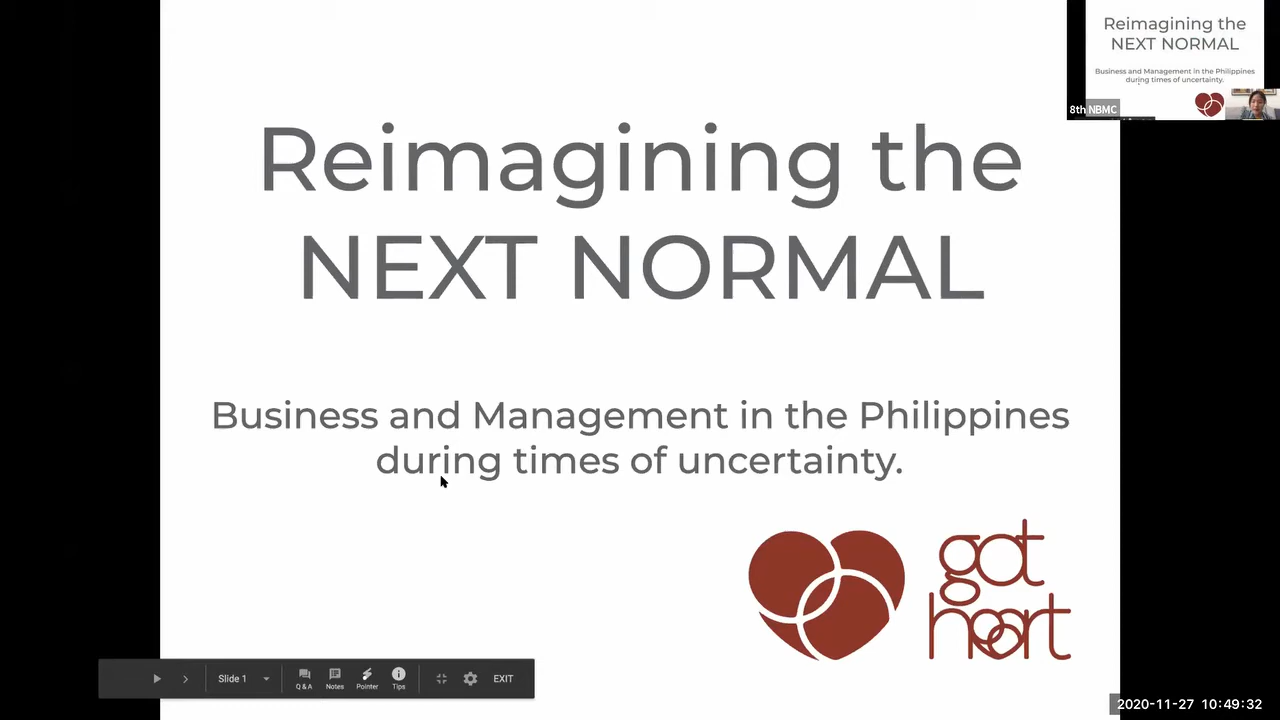 Reimagining the
NEXT NORMAL
Business and Management in the Philippines
during times of uncertainty.
got
heart
Reimagining the
NEXT NORMAL
Business and Management in the Philippines
during times of uncertainty.
8th NBMC
Slide 1
Q & A
Notes
Pointer
Tips
EXIT
2020-11-27 10:49:32